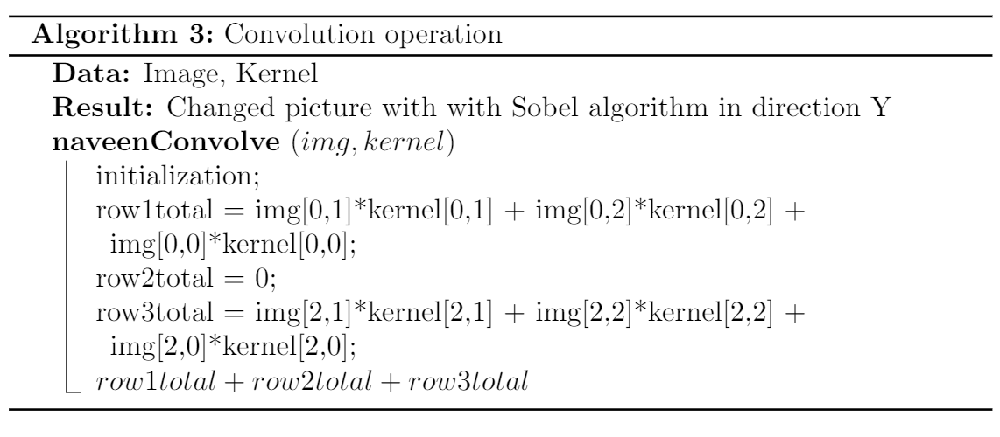 Algorithm 3: Convolution operation
Data: Image, Kernel
Result: Changed picture with with Sobel algorithm in direction Y
naveenConvolve (img, kernel)
initialization;
row1total = img[0,1]*kernel[0,1] + img[0,2]*kernel[0,2] +
img[0,0]*kernel[0,0];
row2total = 0;
row3total = img[2,1]*kernel[2,1] + img[2,2]*kernel[2,2] +
img[2,0]*kernel[2,0];
row1total + row2total + row3total